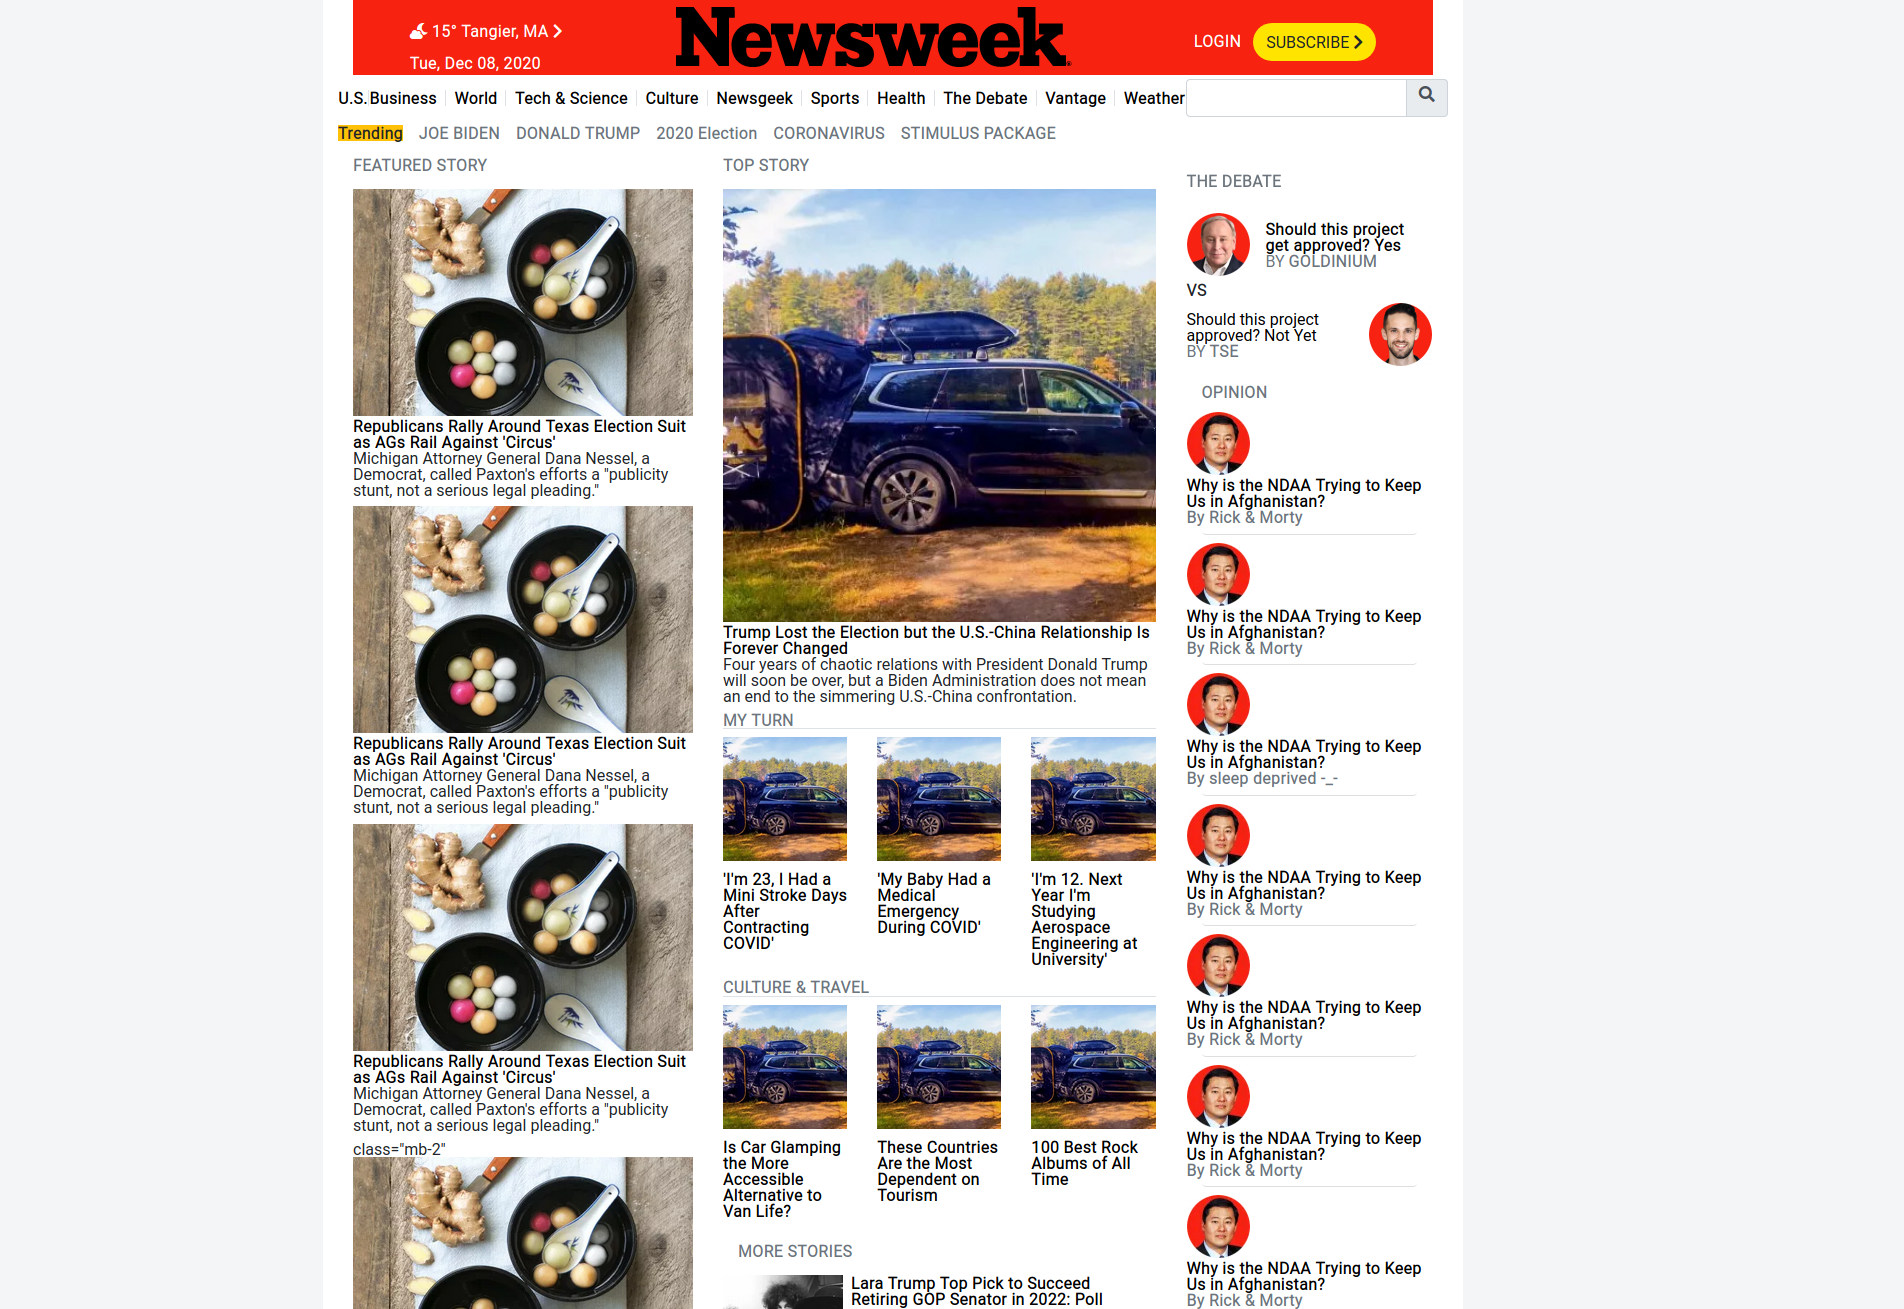 15° Tangier, MA
Tue, Dec 08, 2020
Newsweek
LOGIN
SUBSCRIBE
U.S. Business World Tech & Science Culture Newsgeek Sports Health The Debate Vantage Weather
Trending JOE BIDEN DONALD TRUMP 2020 Election CORONAVIRUS STIMULUS PACKAGE
FEATURED STORY
Republicans Rally Around Texas Election Suit
as AGs Rail Against 'Circus'
Michigan Attorney General Dana Nessel, a
Democrat, called Paxton's efforts a "publicity
stunt, not a serious legal pleading."
Republicans Rally Around Texas Election Suit
as AGs Rail Against 'Circus'
Michigan Attorney General Dana Nessel, a
Democrat, called Paxton's efforts a "publicity
stunt, not a serious legal pleading."
Republicans Rally Around Texas Election Suit
as AGs Rail Against 'Circus'
Michigan Attorney General Dana Nessel, a
Democrat, called Paxton's efforts a "publicity
stunt, not a serious legal pleading."
class="mb-2"
TOP STORY
Trump Lost the Election but the U.S.-China Relationship Is
Forever Changed
Four years of chaotic relations with President Donald Trump
will soon be over, but a Biden Administration does not mean
an end to the simmering U.S.-China confrontation.
MY TURN
'I'm 23, I Had a
Mini Stroke Days
After
Contracting
COVID'
'My Baby Had a
Medical
Emergency
During COVID'
'I'm 12. Next
Year I'm
Studying
Aerospace
Engineering at
University'
CULTURE & TRAVEL
Is Car Glamping
the More
Accessible
Alternative to
Van Life?
These Countries
Are the Most
Dependent on
Tourism
100 Best Rock
Albums of All
Time
MORE STORIES
Lara Trump Top Pick to Succeed
Retiring GOP Senator in 2022: Poll
THE DEBATE
Should this project
get approved? Yes
BY GOLDINIUM
VS
Should this project
approved? Not Yet
BY TSE
OPINION
Why is the NDAA Trying to Keep
Us in Afghanistan?
By Rick & Morty
Why is the NDAA Trying to Keep
Us in Afghanistan?
By Rick & Morty
Why is the NDAA Trying to Keep
Us in Afghanistan?
By sleep deprived -_-
Why is the NDAA Trying to Keep
Us in Afghanistan?
By Rick & Morty
Why is the NDAA Trying to Keep
Us in Afghanistan?
By Rick & Morty
Why is the NDAA Trying to Keep
Us in Afghanistan?
By Rick & Morty
Why is the NDAA Trying to Keep
Us in Afghanistan?
By Rick & Morty